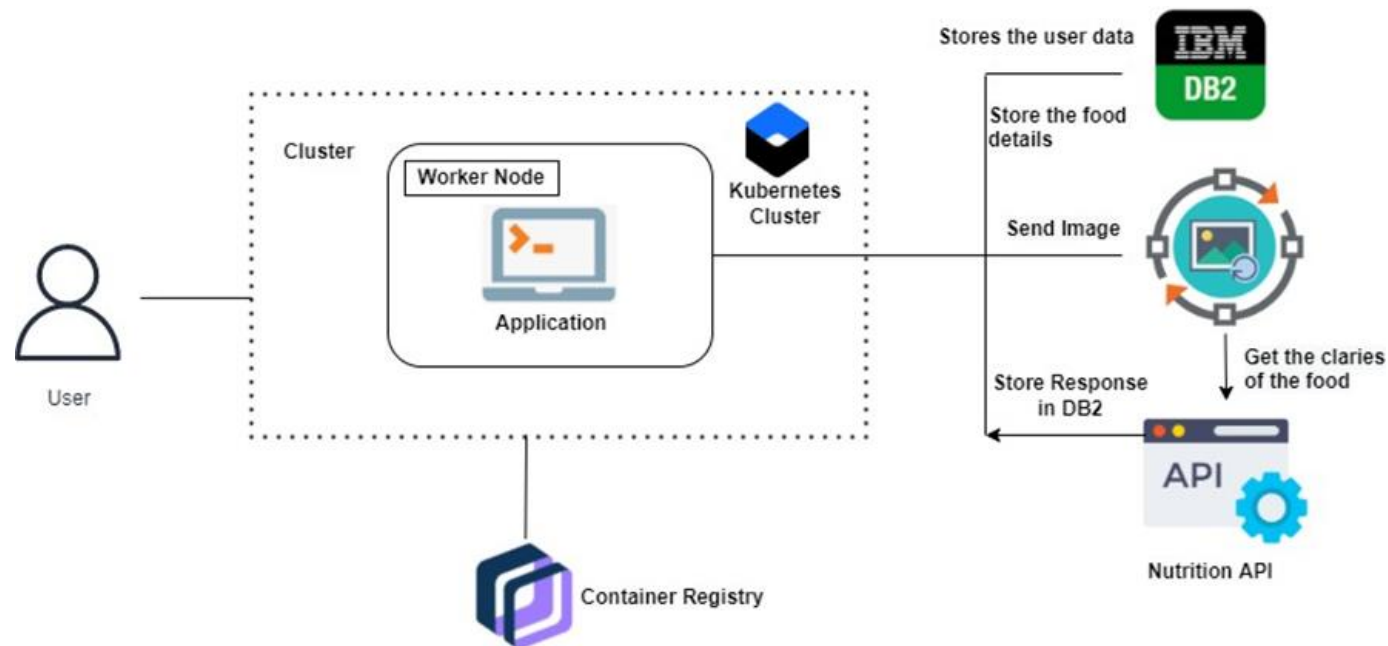 Stores the user data
IBM
DB2
Store the food
details
Cluster
Worker Node
Kubernetes
Cluster
Send Image
Application
User
Get the claries
of the food
Store Response
in DB2
API
Nutrition API
Container Registry